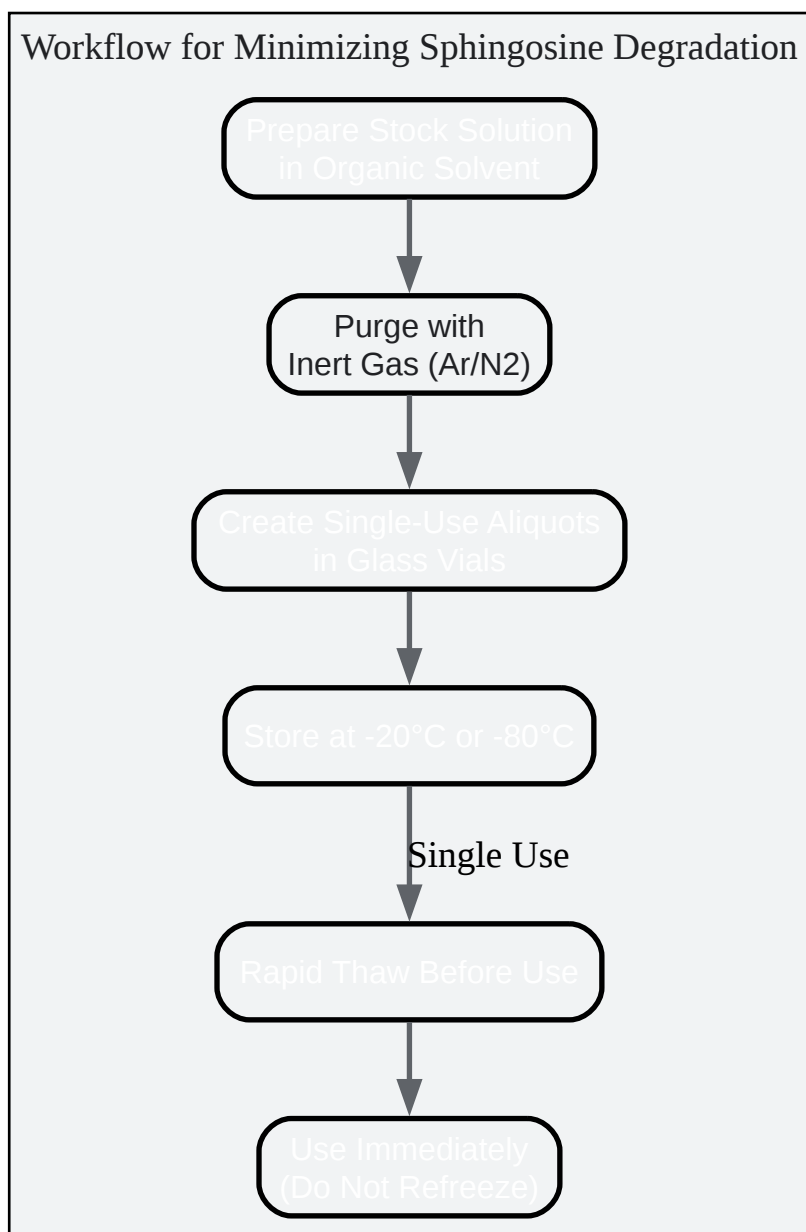 Workflow for Minimizing Sphingosine Degradation
Prepare Stock Solution
in Organic Solvent
Purge with
Inert Gas (Ar/N2)
Create Single-Use Aliquots
in Glass Vials
Store at -20°C or -80°C
Single Use
Rapid Thaw Before Use
Use Immediately
(Do Not Refreeze)